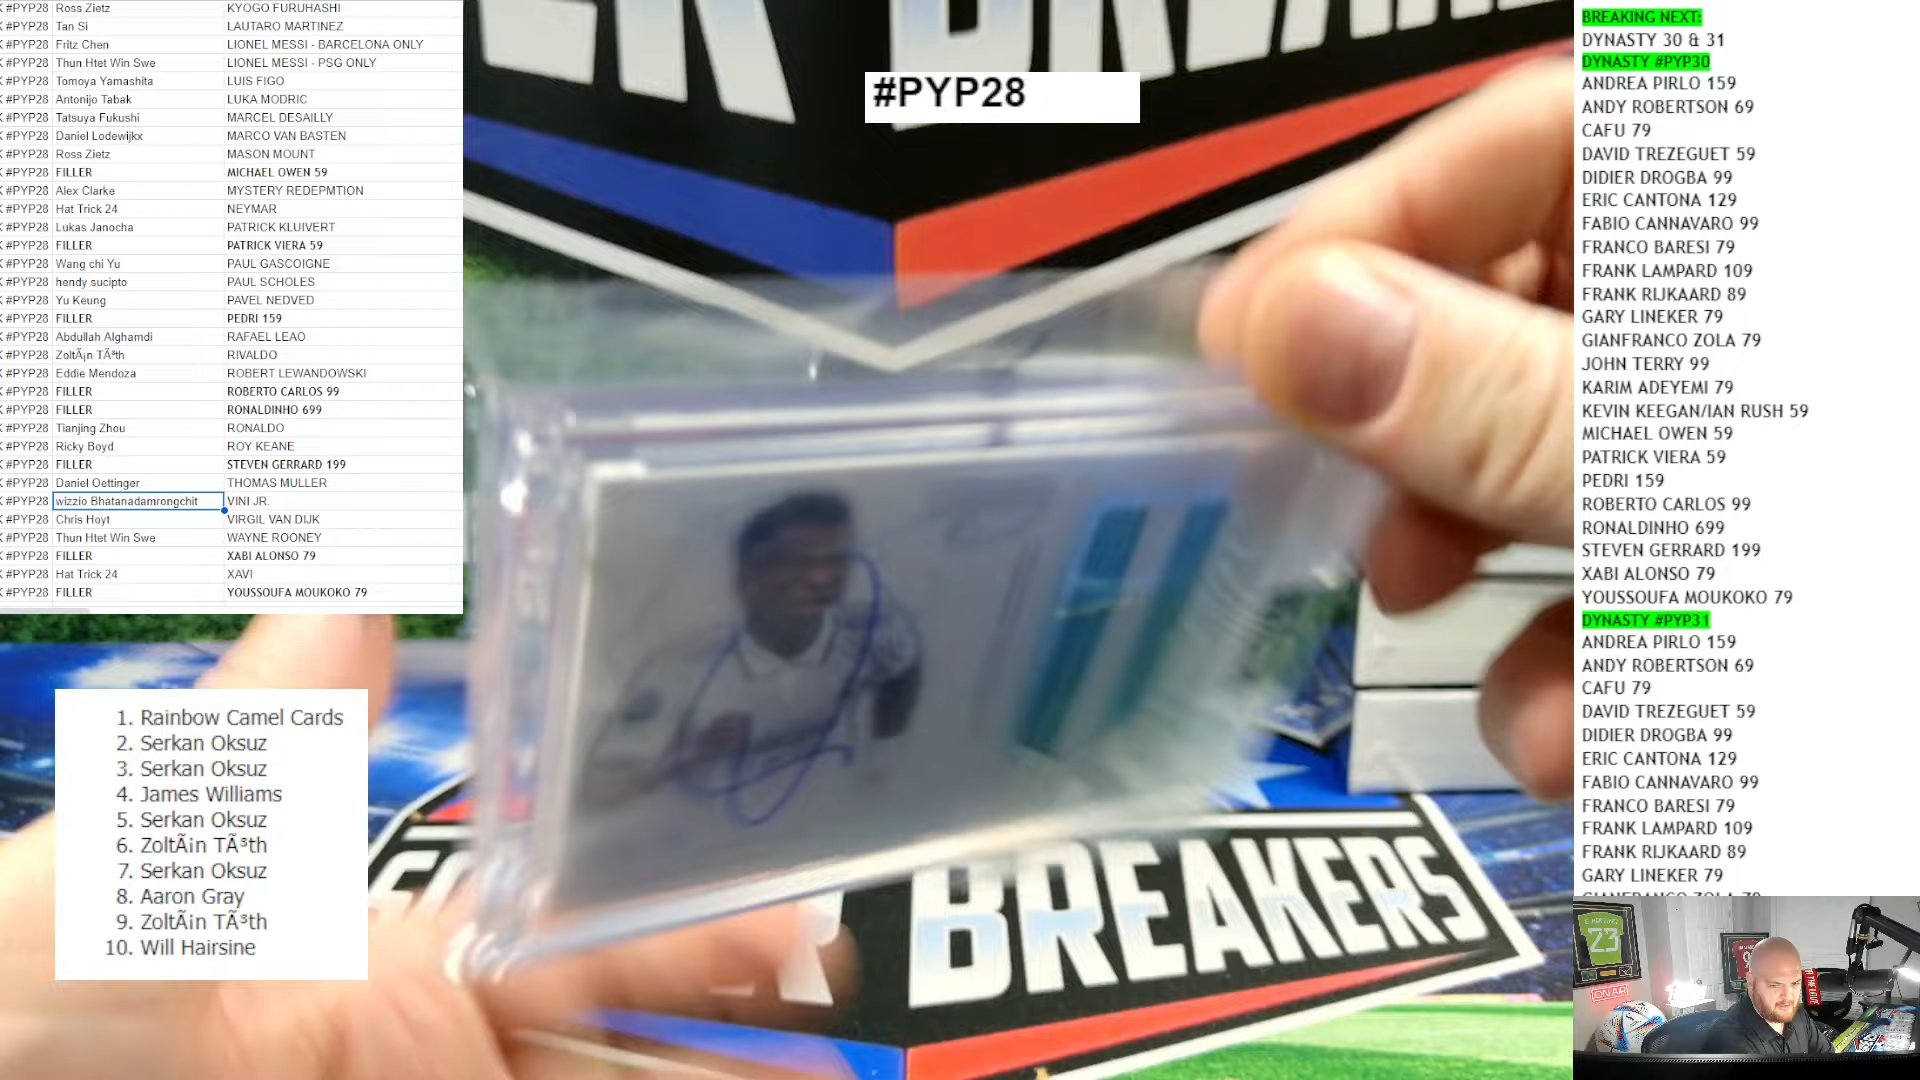 K #PYP28 Ross Zietz KYOGO FURUHASHI
K #PYP28 Tan Si LAUTARO MARTINEZ
K #PYP28 Fritz Chen LIONEL MESSI - BARCELONA ONLY
K #PYP28 Thun Htet Win Swe LIONEL MESSI - PSG ONLY
K #PYP28 Tomoya Yamashita LUIS FIGO
K #PYP28 Antonijo Tabak LUKA MODRIC
K #PYP28 Tatsuya Fukushi MARCEL DESAILLY
K #PYP28 Daniel Lodewijkx MARCO VAN BASTEN
K #PYP28 Ross Zietz MASON MOUNT
K #PYP28 FILLER MICHAEL OWEN 59
K #PYP28 Alex Clarke MYSTERY REDEPMTION
K #PYP28 Hat Trick 24 NEYMAR
K #PYP28 Lukas Janocha PATRICK KLUIVERT
K #PYP28 FILLER PATRICK VIERA 59
K #PYP28 Wang chi Yu PAUL GASCOIGNE
K #PYP28 hendy sucipto PAUL SCHOLES
K #PYP28 Yu Keung PAVEL NEDVED
K #PYP28 FILLER PEDRI 159
K #PYP28 Abdullah Alghamdi RAFAEL LEAO
K #PYP28 ZoltÃ¡n TÃ³th RIVALDO
K #PYP28 Eddie Mendoza ROBERT LEWANDOWSKI
K #PYP28 FILLER ROBERTO CARLOS 99
K #PYP28 FILLER RONALDINHO 699
K #PYP28 Tianjing Zhou RONALDO
K #PYP28 Ricky Boyd ROY KEANE
K #PYP28 FILLER STEVEN GERRARD 199
K #PYP28 Daniel Oettinger THOMAS MULLER
K #PYP28 wizzio Bhatanadamrongchit VINI JR.
K #PYP28 Chris Hoyt VIRGIL VAN DIJK
K #PYP28 Thun Htet Win Swe WAYNE ROONEY
K #PYP28 FILLER XABI ALONSO 79
K #PYP28 Hat Trick 24 XAVI
K #PYP28 FILLER YOUSSOUFA MOUKOKO 79
#PYP28
BREAKERS
1. Rainbow Camel Cards
2. Serkan Oksuz
3. Serkan Oksuz
4. James Williams
5. Serkan Oksuz
6. ZoltÃ¡n TÃ³th
7. Serkan Oksuz
8. Aaron Gray
9. ZoltÃ¡n TÃ³th
10. Will Hairsine
BREAKING NEXT:
DYNASTY 30 & 31
DYNASTY #PYP30
ANDREA PIRLO 159
ANDY ROBERTSON 69
CAFU 79
DAVID TREZEGUET 59
DIDIER DROGBA 99
ERIC CANTONA 129
FABIO CANNAVARO 99
FRANCO BARESI 79
FRANK LAMPARD 109
FRANK RIJKAARD 89
GARY LINEKER 79
GIANFRANCO ZOLA 79
JOHN TERRY 99
KARIM ADEYEMI 79
KEVIN KEEGAN/IAN RUSH 59
MICHAEL OWEN 59
PATRICK VIERA 59
PEDRI 159
ROBERTO CARLOS 99
RONALDINHO 699
STEVEN GERRARD 199
XABI ALONSO 79
YOUSSOUFA MOUKOKO 79
DYNASTY #PYP31
ANDREA PIRLO 159
ANDY ROBERTSON 69
CAFU 79
DAVID TREZEGUET 59
DIDIER DROGBA 99
ERIC CANTONA 129
FABIO CANNAVARO 99
FRANCO BARESI 79
FRANK LAMPARD 109
FRANK RIJKAARD 89
GARY LINEKER 79
GIANFRANCO ZOLA 79
23
ON AIR